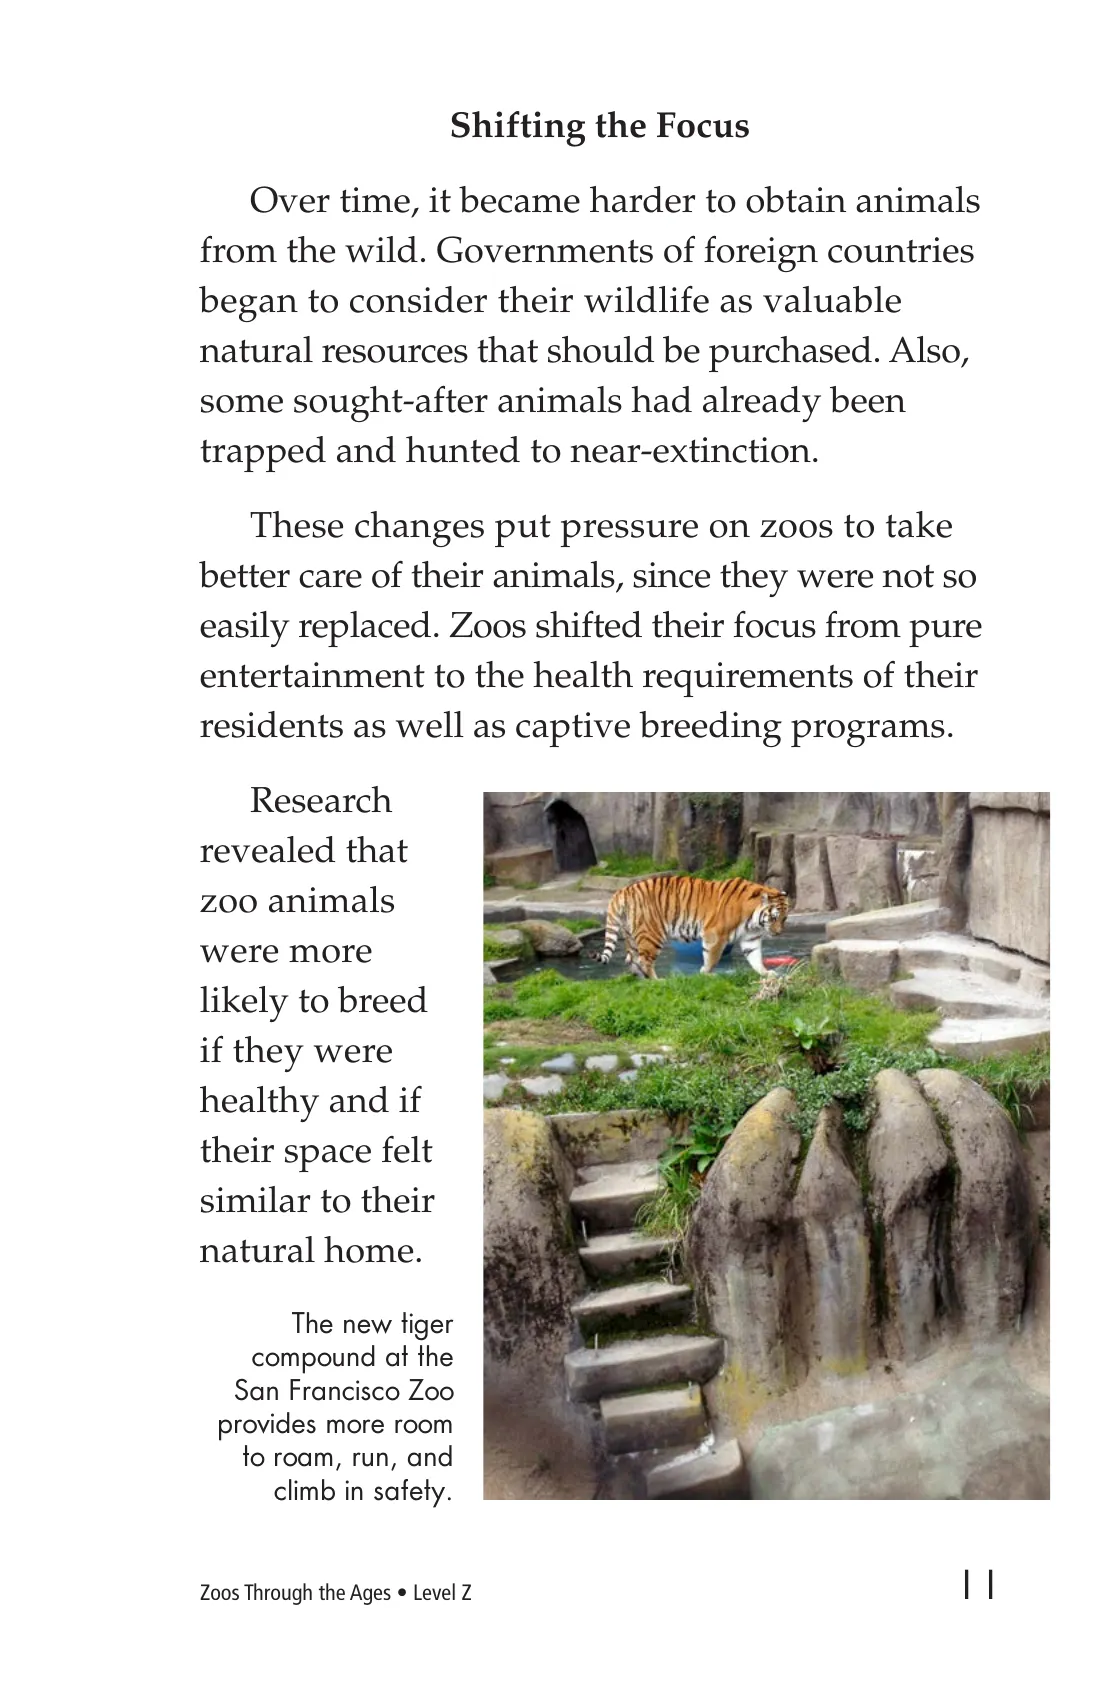 Shifting the Focus
Over time, it became harder to obtain animals
from the wild. Governments of foreign countries
began to consider their wildlife as valuable
natural resources that should be purchased. Also,
some sought-after animals had already been
trapped and hunted to near-extinction.
These changes put pressure on zoos to take
better care of their animals, since they were not so
easily replaced. Zoos shifted their focus from pure
entertainment to the health requirements of their
residents as well as captive breeding programs.
Research
revealed that
zoo animals
were more
likely to breed
if they were
healthy and if
their space felt
similar to their
natural home.
The new tiger
compound at the
San Francisco Zoo
provides more room
to roam, run, and
climb in safety.
Zoos Through the Ages • Level Z
11